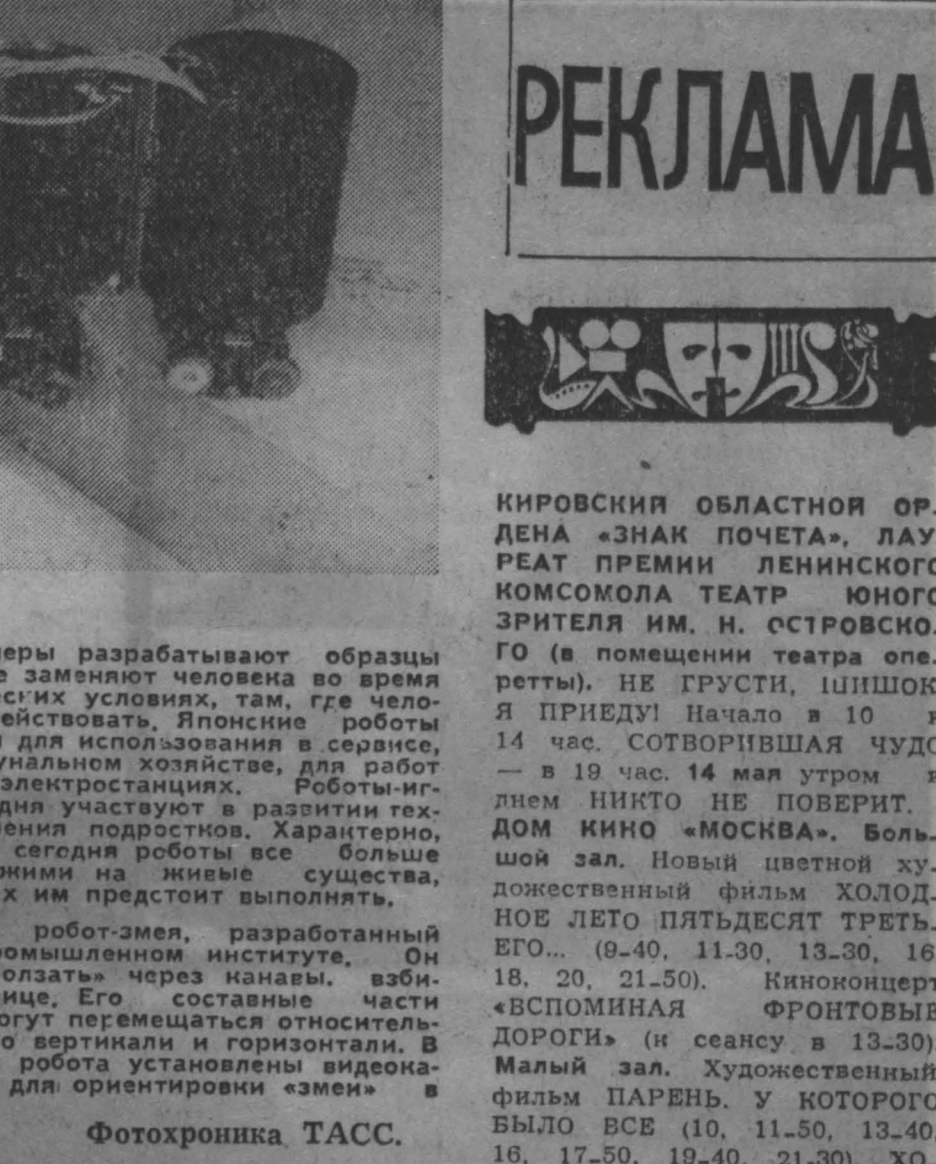 еры разрабатывают образцы
е заменяют человека во время
ских условиях, там, где чело-
ействовать. Японские роботы
для использования в сервисе,
унальном хозяйстве, для работ
электростанциях. Роботы-иг-
дня участвуют в развитии тех-
ения подростков. Характерно,
сегодня роботы все больше
жими на живые существа,
х им предстоит выполнять.
робот-змея, разработанный
ромышленном институте. Он
олзать» через канавы, взби-
ице. Его составные части
огут перемещаться относитель-
о вертикали и горизонтали. В
робота установлены видеока-
для ориентировки «змеи» в
Фотохроника ТАСС.
РЕКЛАМА
КИРОВСКИЙ ОБЛАСТНОЙ ОР-
ДЕНА «ЗНАК ПОЧЕТА», ЛАУ
РЕАТ ПРЕМИИ ЛЕНИНСКОГО
КОМСОМОЛА ТЕАТР ЮНОГО
ЗРИТЕЛЯ ИМ. Н. ОСТРОВСКО-
ГО (в помещении театра опе-
ретты). НЕ ГРУСТИ, ШИШОК
Я ПРИЕДУ! Начало в 10 и
14 час. СОТВОРИВШАЯ ЧУДО
— в 19 час. 14 мая утром и
днем НИКТО НЕ ПОВЕРИТ.
ДОМ КИНО «МОСКВА». Боль-
шой зал. Новый цветной ху-
дожественный фильм ХОЛОД-
НОЕ ЛЕТО ПЯТЬДЕСЯТ ТРЕТЬ-
ЕГО... (9-40, 11-30, 13-30, 16
18, 20, 21-50). Киноконцерт
«ВСПОМИНАЯ ФРОНТОВЫЕ
ДОРОГИ» (к сеансу в 13-30)
Малый зал. Художественный
фильм ПАРЕНЬ, У КОТОРОГО
БЫЛО ВСЕ (10, 11-50, 13-40,
16, 17-50, 19-40, 21-30). ХО-